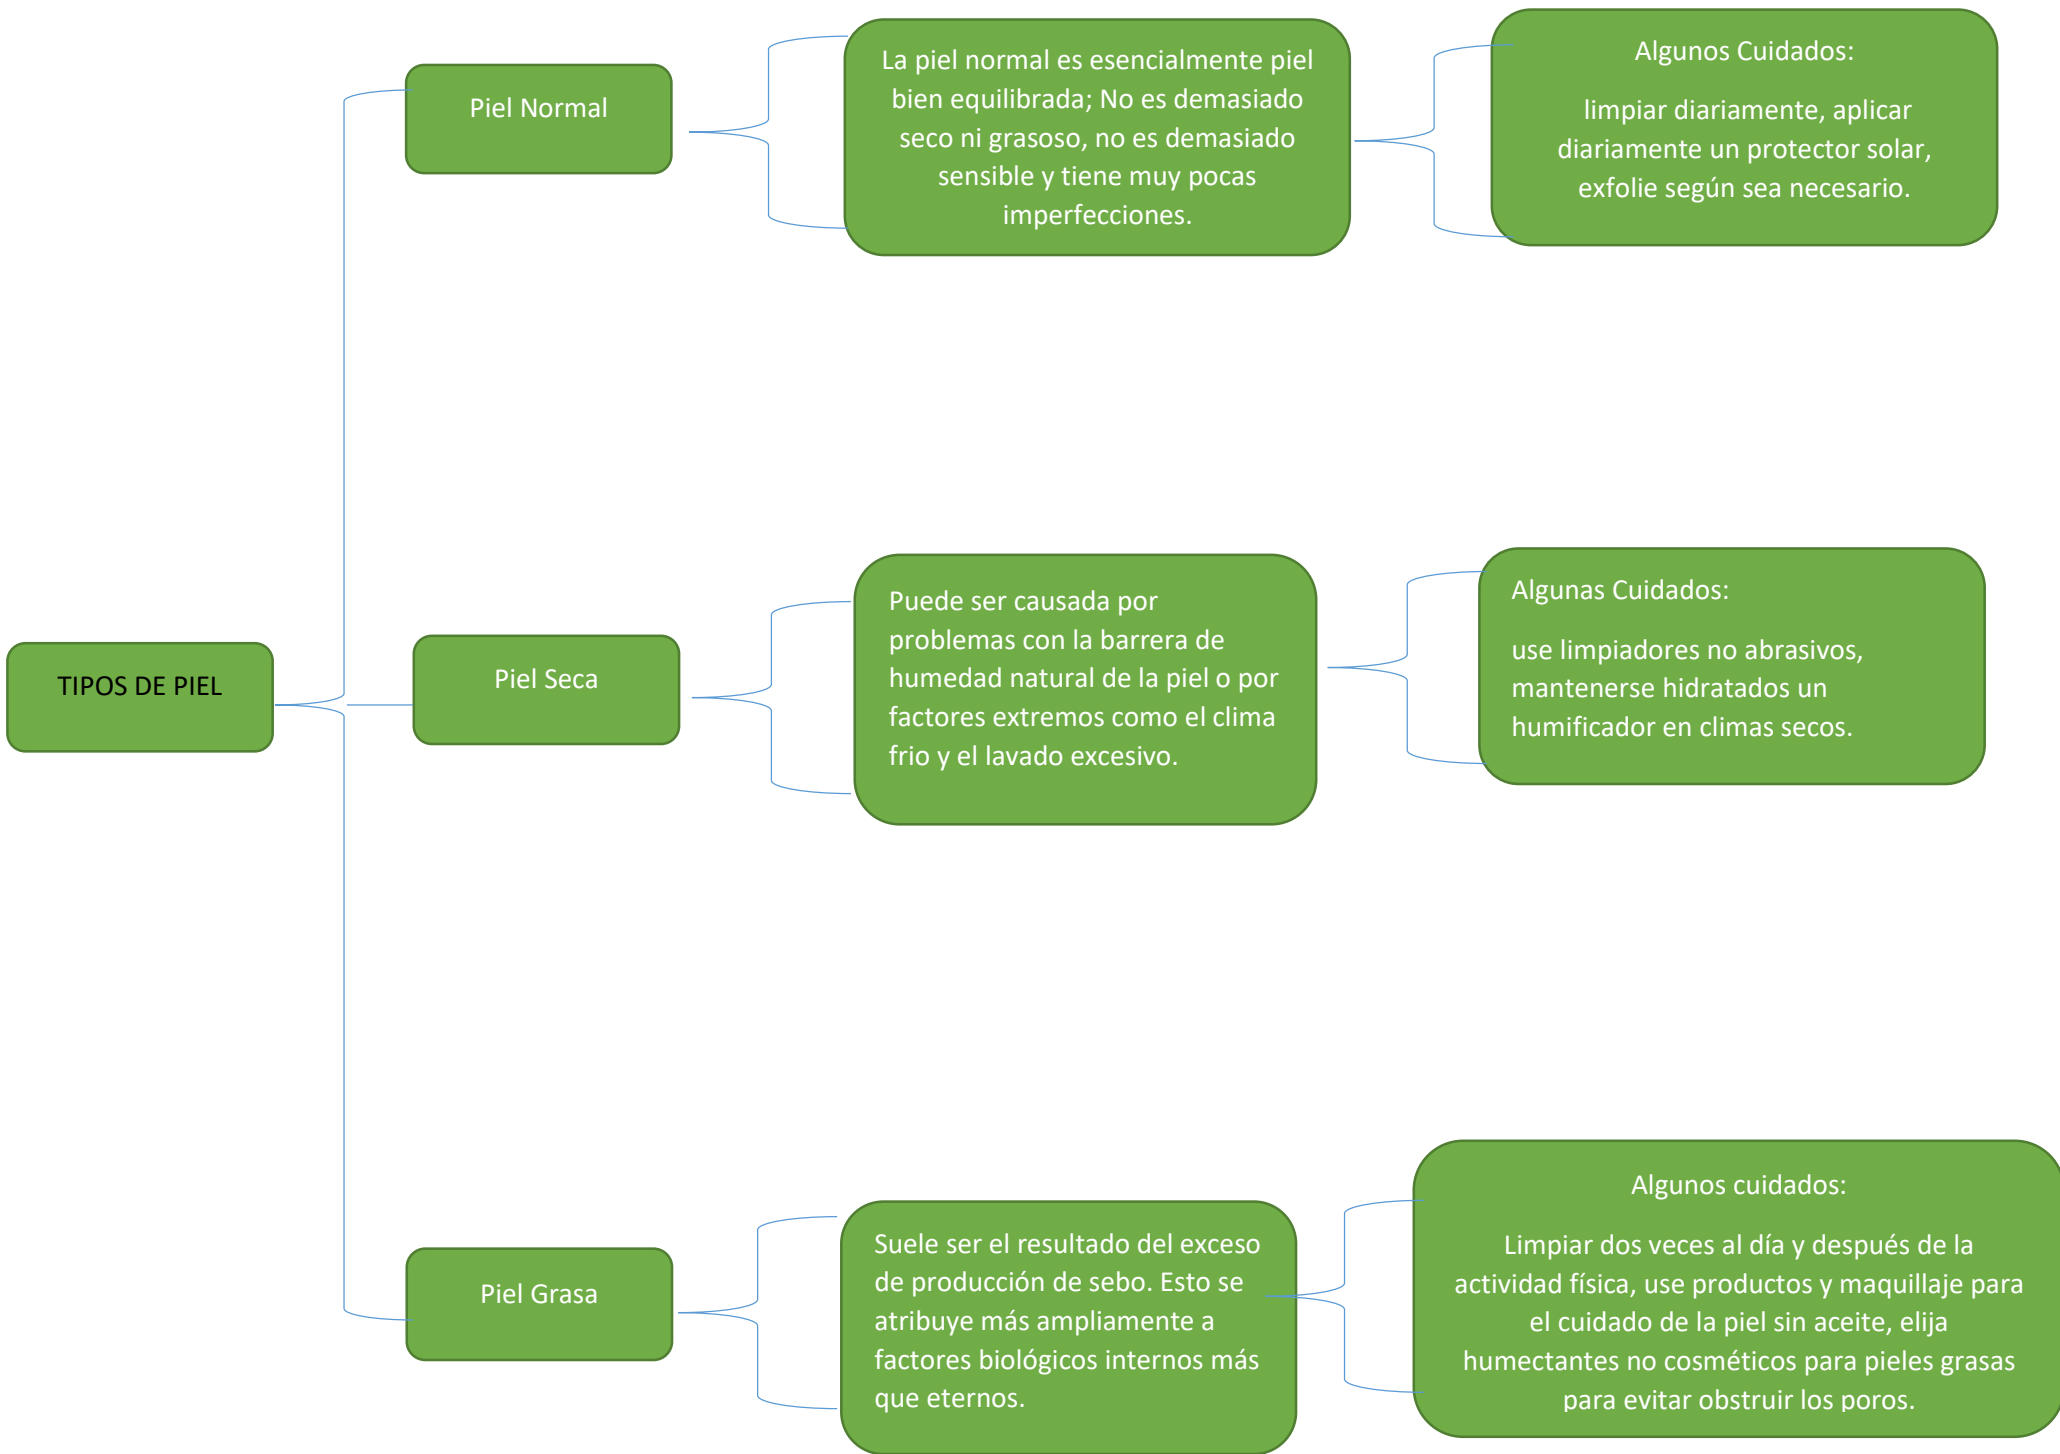 TIPOS DE PIEL
Piel Normal
La piel normal es esencialmente piel
bien equilibrada; No es demasiado
seco ni grasoso, no es demasiado
sensible y tiene muy pocas
imperfecciones.
Algunos Cuidados:
limpiar diariamente, aplicar
diariamente un protector solar,
exfolie según sea necesario.
Piel Seca
Puede ser causada por
problemas con la barrera de
humedad natural de la piel o por
factores extremos como el clima
frio y el lavado excesivo.
Algunas Cuidados:
use limpiadores no abrasivos,
mantenerse hidratados un
humificador en climas secos.
Piel Grasa
Suele ser el resultado del exceso
de producción de sebo. Esto se
atribuye más ampliamente a
factores biológicos internos más
que eternos.
Algunos cuidados:
Limpiar dos veces al día y después de la
actividad física, use productos y maquillaje para
el cuidado de la piel sin aceite, elija
humectantes no cosméticos para pieles grasas
para evitar obstruir los poros.